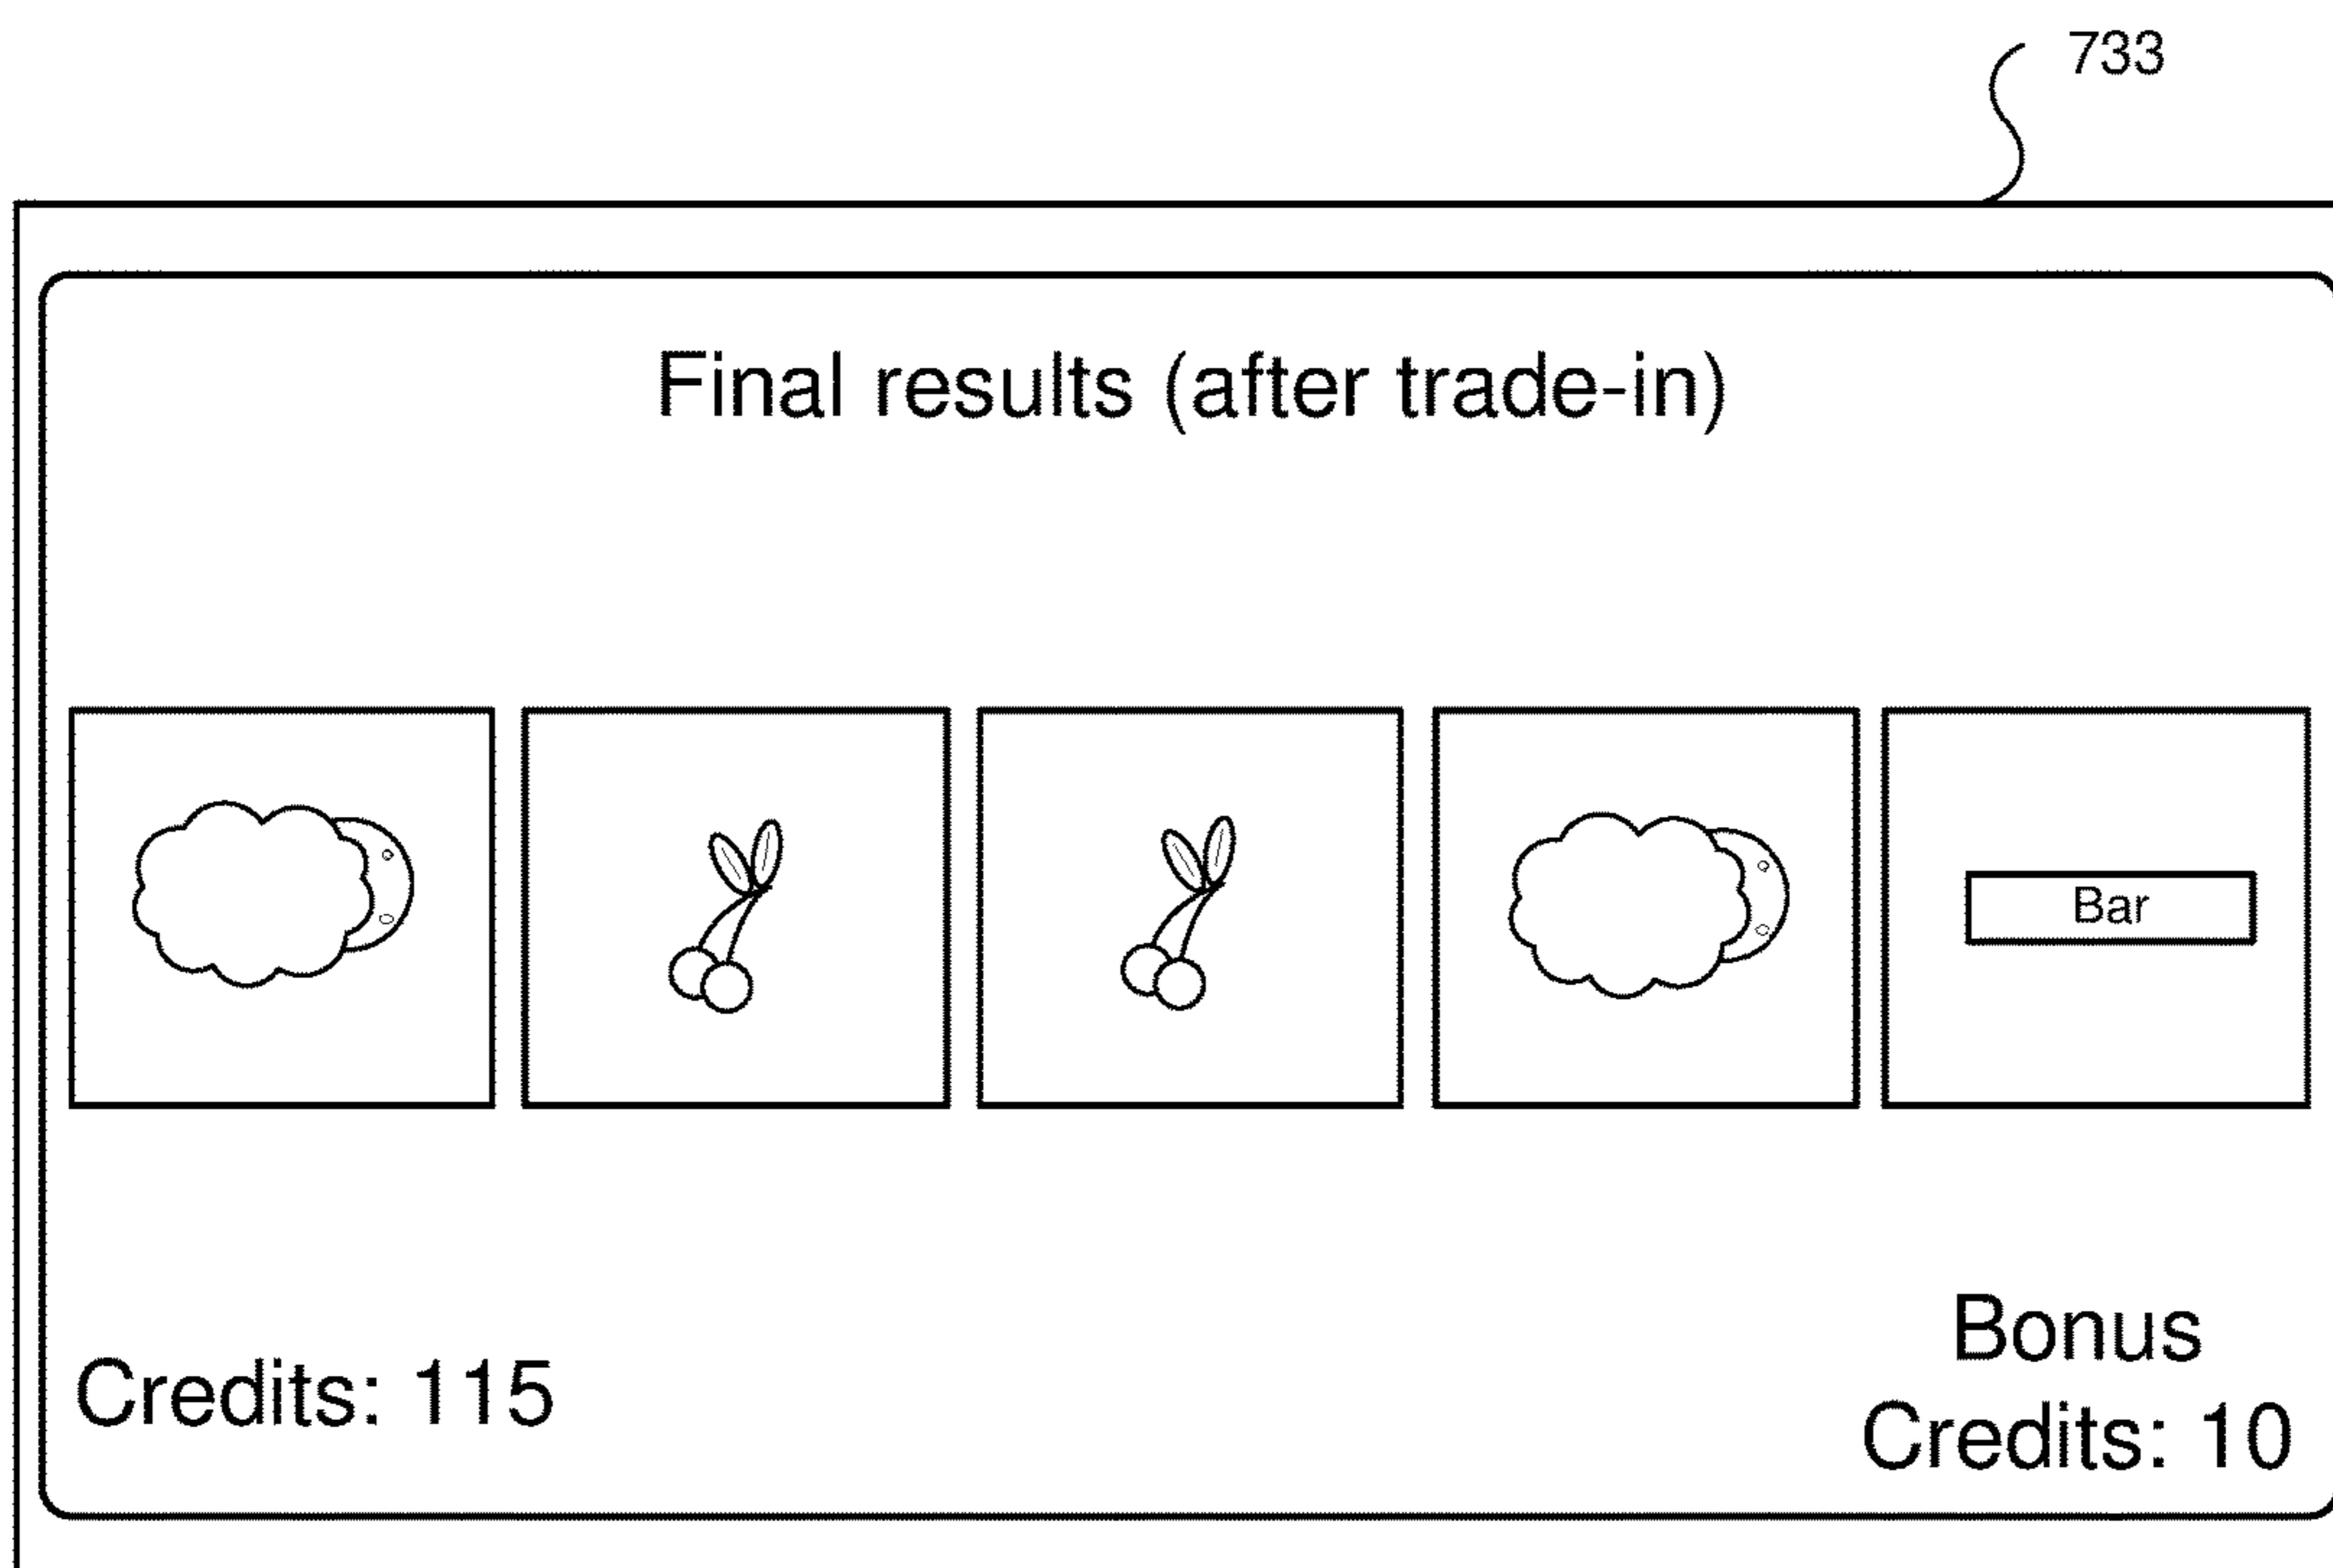 733
Final results (after trade-in)
Bar
Bonus
Credits: 115
Credits: 10